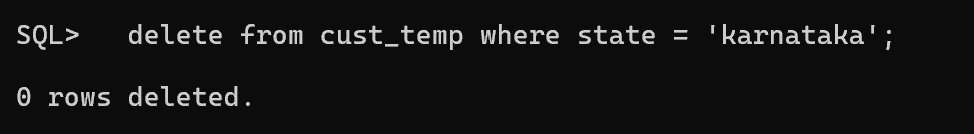 SQL>   delete from cust_temp where state = 'karnataka';
0 rows deleted.